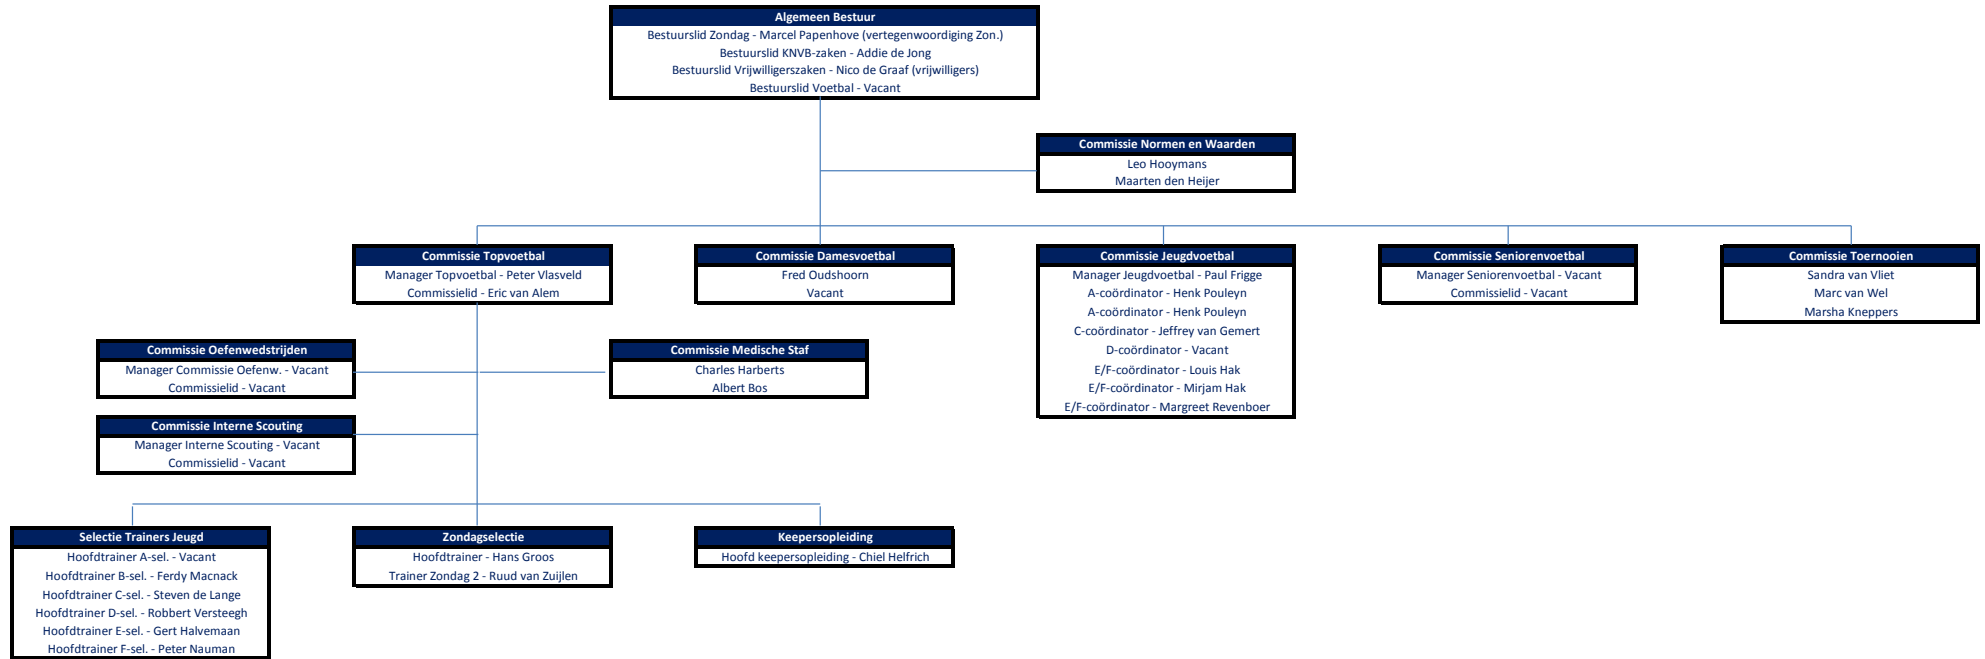 Algemeen Bestuur
Bestuurslid Zondag - Marcel Papenhove (vertegenwoordiging Zon.)
Bestuurslid KNVB-zaken - Addie de Jong
Bestuurslid Vrijwilligerszaken - Nico de Graaf (vrijwilligers)
Bestuurslid Voetbal - Vacant
Commissie Normen en Waarden
Leo Hooymans
Maarten den Heijer
Commissie Topvoetbal
Manager Topvoetbal - Peter Vlasveld
Commissielid - Eric van Alem
Commissie Damesvoetbal
Fred Oudshoorn
Vacant
Commissie Jeugdvoetbal
Manager Jeugdvoetbal - Paul Frigge
A-coördinator - Henk Pouleyn
A-coördinator - Henk Pouleyn
C-coördinator - Jeffrey van Gemert
D-coördinator - Vacant
E/F-coördinator - Louis Hak
E/F-coördinator - Mirjam Hak
E/F-coördinator - Margreet Revenboer
Commissie Seniorenvoetbal
Manager Seniorenvoetbal - Vacant
Commissielid - Vacant
Commissie Toernooien
Sandra van Vliet
Marc van Wel
Marsha Kneppers
Commissie Oefenwedstrijden
Manager Commissie Oefenw. - Vacant
Commissielid - Vacant
Commissie Medische Staf
Charles Harberts
Albert Bos
Commissie Interne Scouting
Manager Interne Scouting - Vacant
Commissielid - Vacant
Selectie Trainers Jeugd
Hoofdtrainer A-sel. - Vacant
Hoofdtrainer B-sel. - Ferdy Macnack
Hoofdtrainer C-sel. - Steven de Lange
Hoofdtrainer D-sel. - Robbert Versteegh
Hoofdtrainer E-sel. - Gert Halvemaan
Hoofdtrainer F-sel. - Peter Nauman
Zondagselectie
Hoofdtrainer - Hans Groos
Trainer Zondag 2 - Ruud van Zuijlen
Keepersopleiding
Hoofd keepersopleiding - Chiel Helfrich